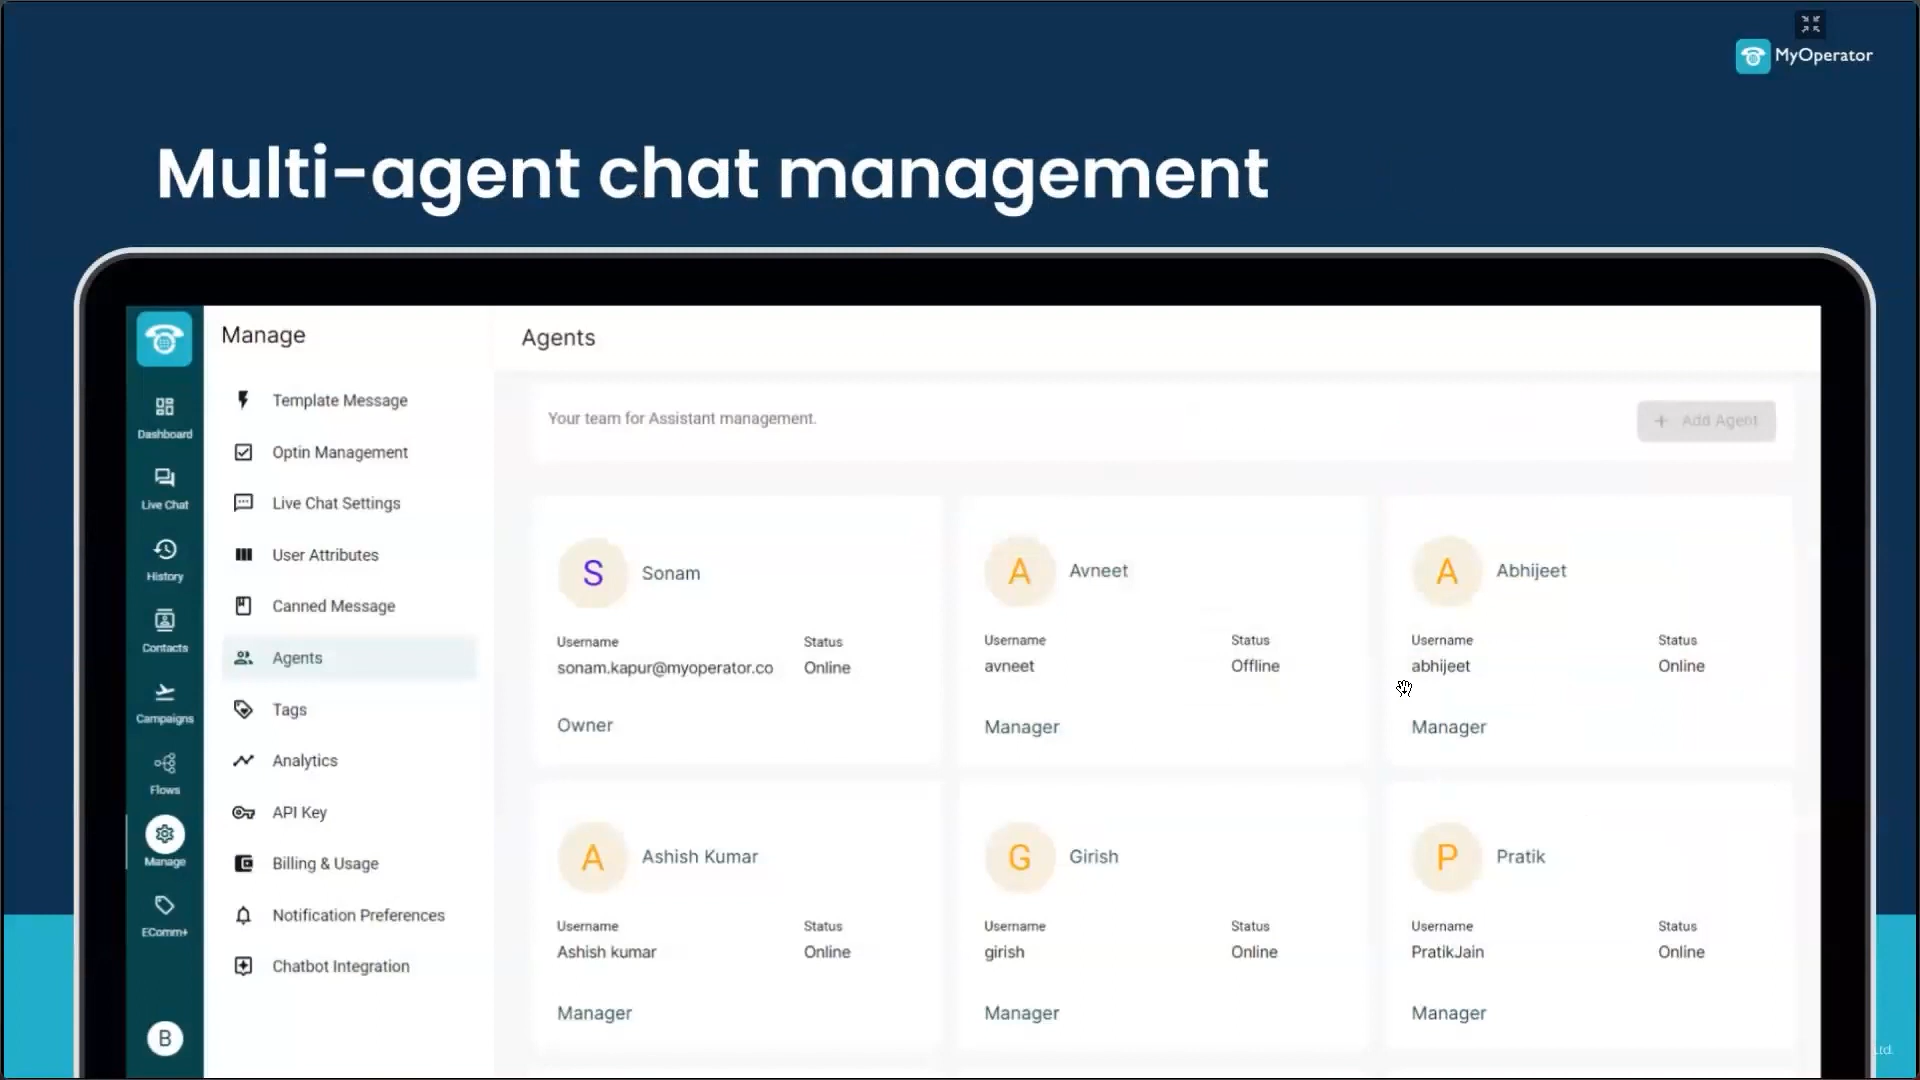 MyOperator
Multi-agent chat management
Manage
Agents
Dashboard
Live Chat
History
Contacts
Campaigns
Flows
Manage
EComm+
B
Template Message
Optin Management
Live Chat Settings
User Attributes
Canned Message
Agents
Tags
Analytics
API Key
Billing & Usage
Notification Preferences
Chatbot Integration
Your team for Assistant management.
+ Add Agent
S Sonam
Username Status
sonam.kapur@myoperator.co Online
Owner
A Avneet
Username Status
avneet Offline
Manager
A Abhijeet
Username Status
abhijeet Online
Manager
A Ashish Kumar
Username Status
Ashish kumar Online
Manager
G Girish
Username Status
girish Online
Manager
P Pratik
Username Status
PratikJain Online
Manager
Ltd.